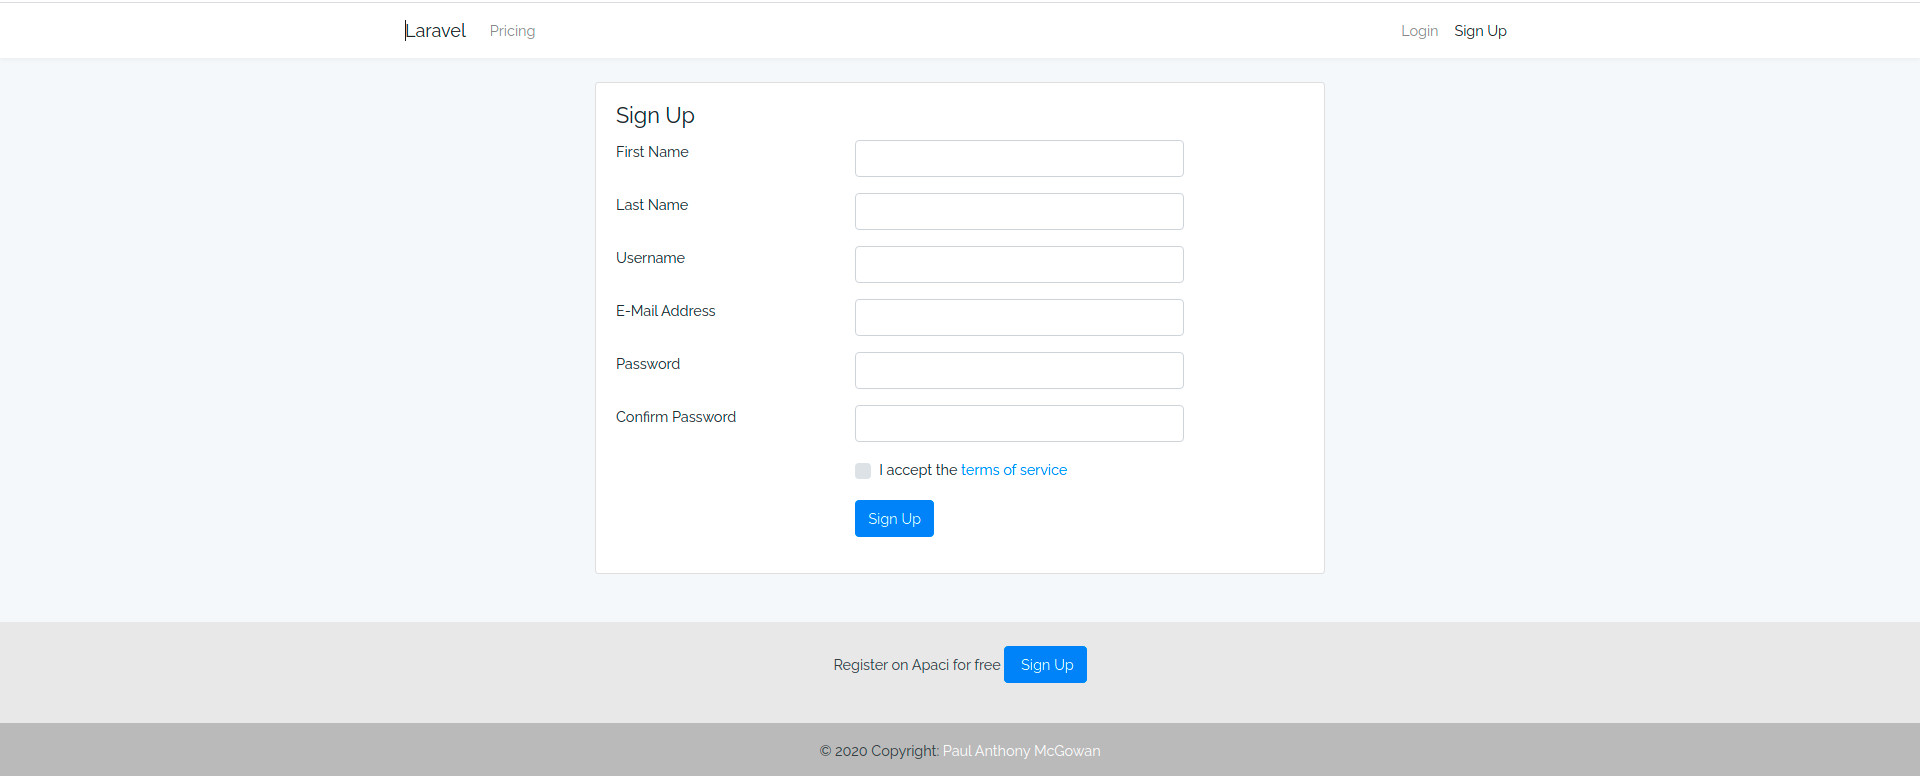 Laravel Pricing Login Sign Up
Sign Up
First Name
Last Name
Username
E-Mail Address
Password
Confirm Password
I accept the terms of service
Sign Up
Register on Apaci for free Sign Up
© 2020 Copyright: Paul Anthony McGowan